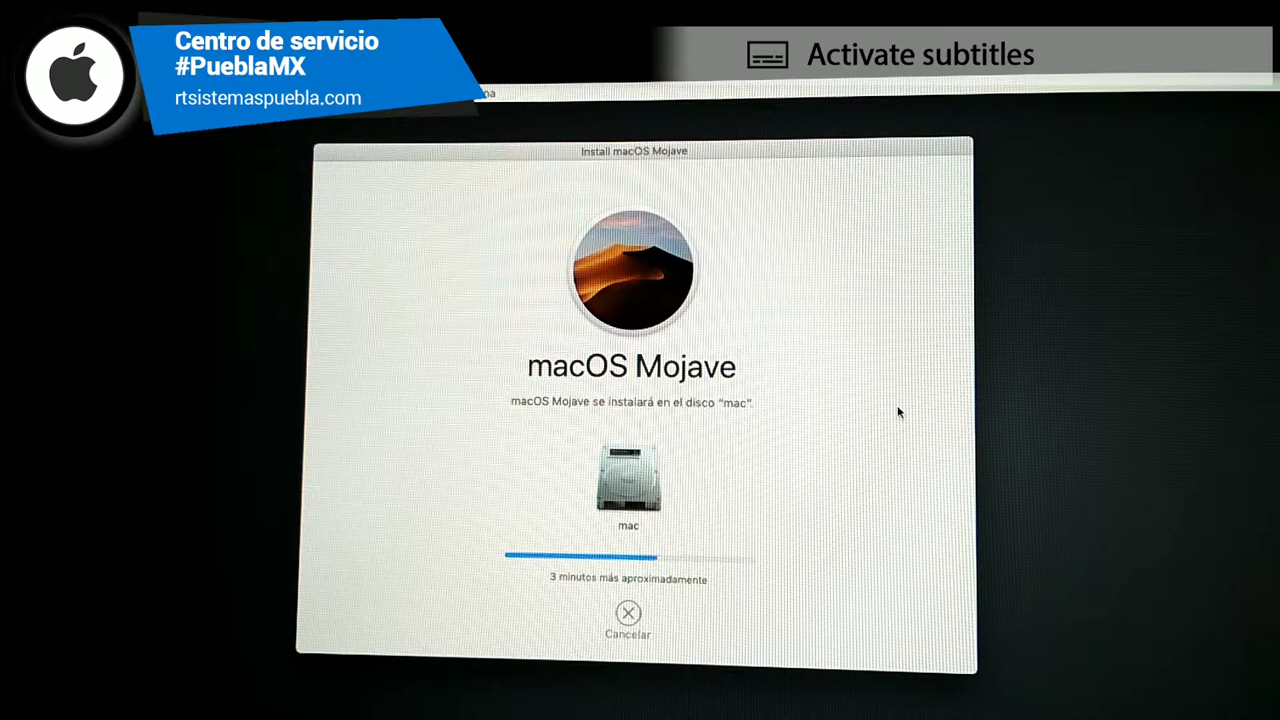 Centro de servicio
#PueblaMX
rtsistemaspuebla.com
Activate subtitles
Install macOS Mojave
macOS Mojave
macOS Mojave se instalará en el disco "mac".
mac
3 minutos más aproximadamente
Cancelar